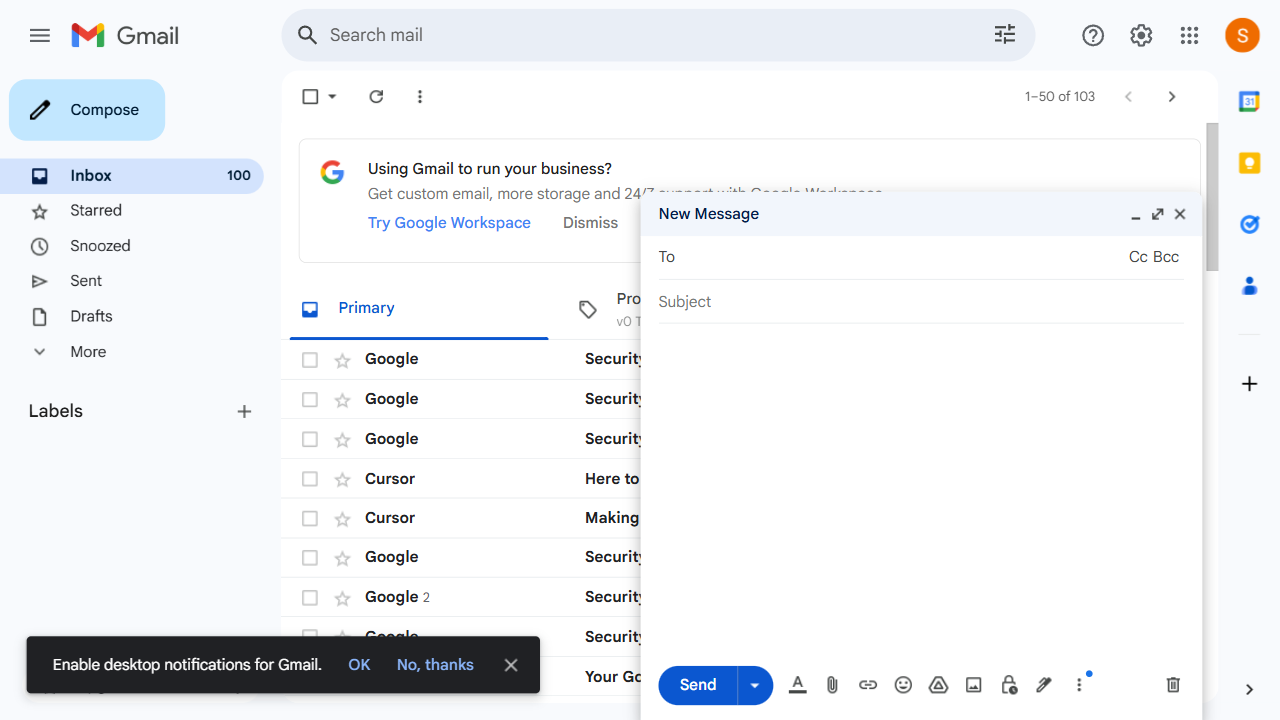 Gmail
Search mail
S
Compose
1–50 of 103
31
Inbox 100
Starred
Snoozed
Sent
Drafts
More
Labels
Using Gmail to run your business?
Get custom email, more storage and 24/7 support with Google Workspace
Try Google Workspace Dismiss
Primary
Pro
v0 T
Google Security
Google Security
Google Security
Cursor Here to
Cursor Making
Google Security
Google 2 Security
Google Security
Your Go
New Message
To Cc Bcc
Subject
Send
Enable desktop notifications for Gmail. OK No, thanks